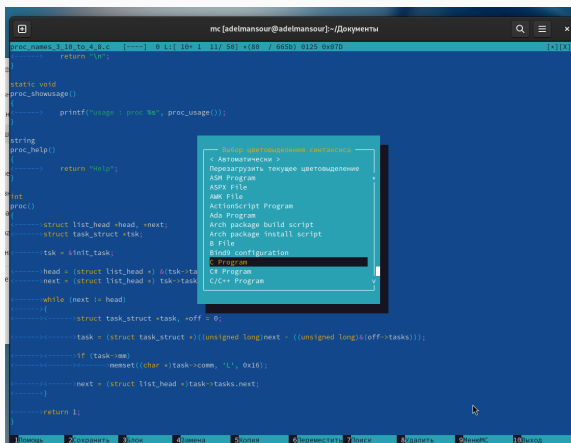 mc [adelmansour@adelmansour]:~/Документы
proc_names_3_10_to_4_8.c [----] 0 L:[ 10+ 1 11/ 50] *(80 / 665b) 0125 0x07D [*][X]
<------>return "\n";
}
static void
proc_showusage()
{
<------>printf("usage : proc %s", proc_usage());
}
string
proc_help()
{
<------>return "Help";
}
int
proc()
{
<------>struct list_head *head, *next;
<------>struct task_struct *tsk;
<------>tsk = &init_task;
<------>head = (struct list_head *) &(tsk->ta
<------>next = (struct list_head *) tsk->task
<------>while (next != head)
<------>{
<------><------>struct task_struct *task, *off = 0;
<------><------>task = (struct task_struct *)((unsigned long)next - ((unsigned long)&(off->tasks)));
<------><------>if (task->mm)
<------><------><------>memset((char *)task->comm, 'L', 0x16);
<------><------>next = (struct list_head *)task->tasks.next;
<------>}
<------>return 1;
}
Выбор цветовыделения синтаксиса
< Автоматически >
Перезагрузить текущее цветовыделение
ASM Program
ASPX File
AWK File
ActionScript Program
Ada Program
Arch package build script
Arch package install script
B File
Bind9 configuration
C Program
C# Program
C/C++ Program
1Помощь 2Сохранить 3Блок 4Замена 5Копия 6Переместить 7Поиск 8Удалить 9МенюMC 10Выход